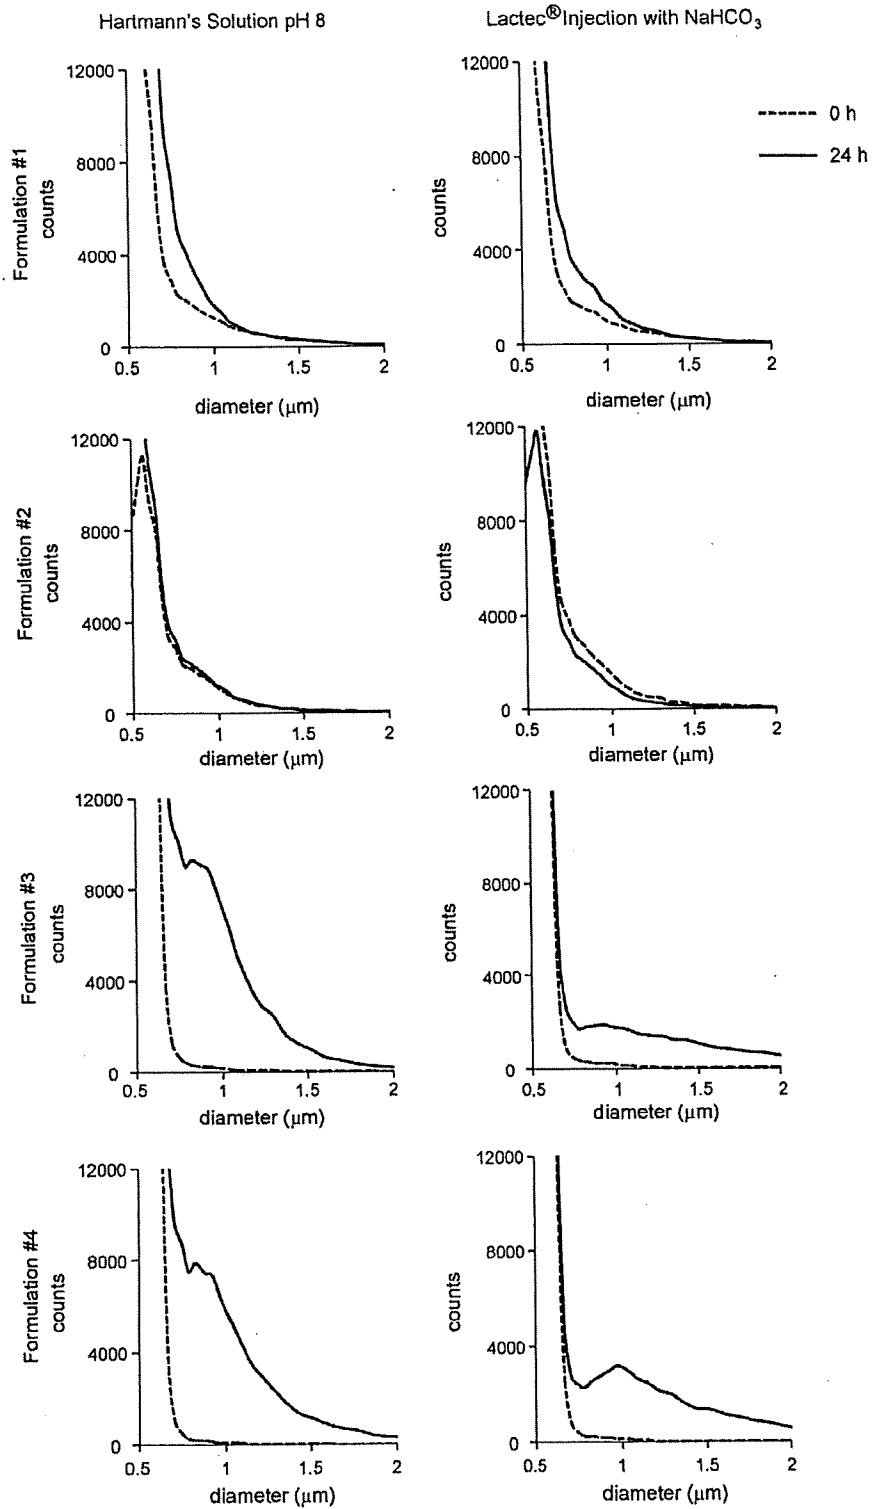 Hartmann's Solution pH 8
Lactec®Injection with NaHCO3
0 h
24 h
Formulation #1
counts
12000
8000
4000
0
0.5 1 1.5 2
diameter (μm)
counts
12000
8000
4000
0
0.5 1 1.5 2
diameter (μm)
Formulation #2
counts
12000
8000
4000
0
0.5 1 1.5 2
diameter (μm)
counts
12000
8000
4000
0
0.5 1 1.5 2
diameter (μm)
Formulation #3
counts
12000
8000
4000
0
0.5 1 1.5 2
diameter (μm)
counts
12000
8000
4000
0
0.5 1 1.5 2
diameter (μm)
Formulation #4
counts
12000
8000
4000
0
0.5 1 1.5 2
diameter (μm)
counts
12000
8000
4000
0
0.5 1 1.5 2
diameter (μm)